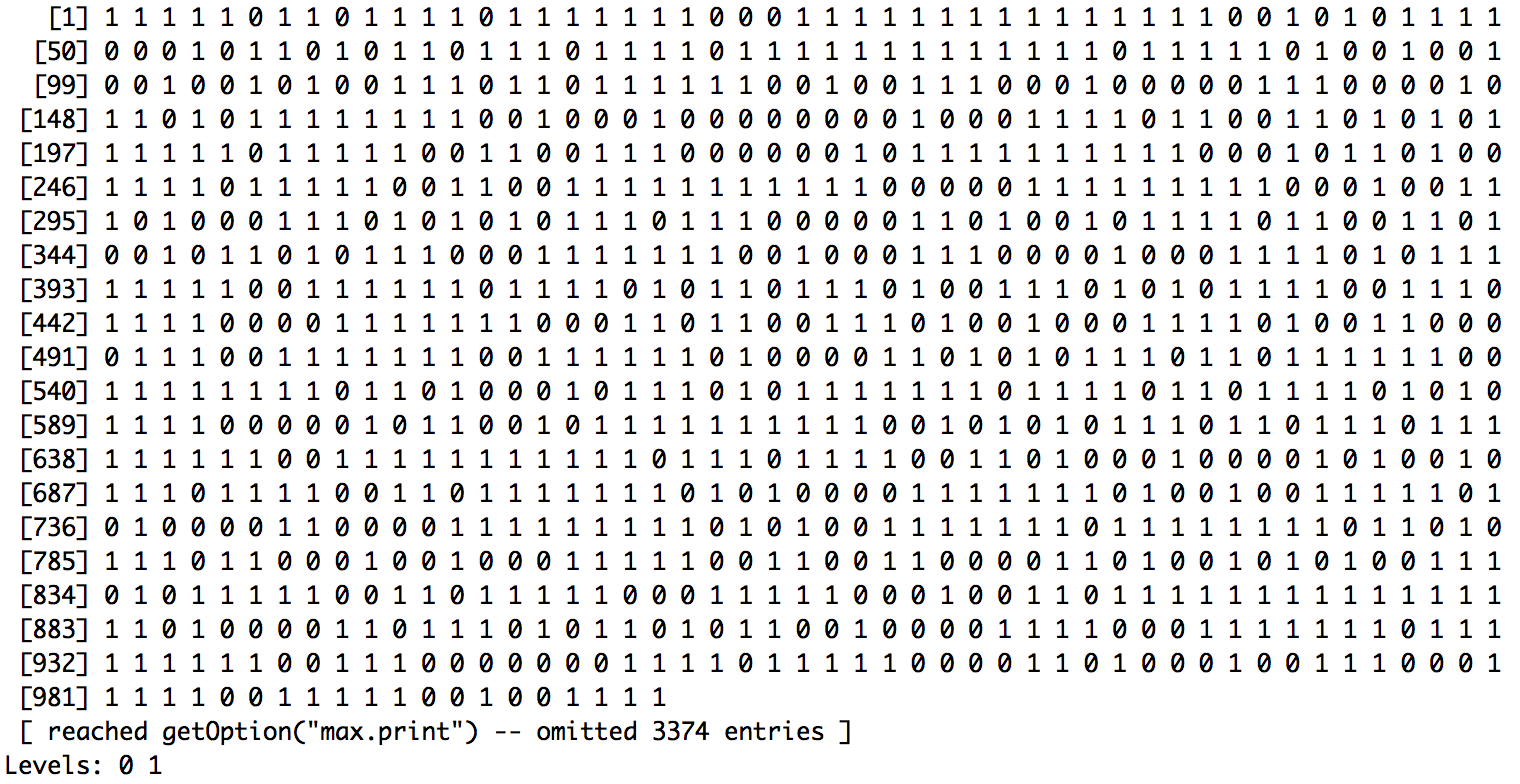 [1] 1 1 1 1 1 0 1 1 0 1 1 1 1 0 1 1 1 1 1 1 1 0 0 0 1 1 1 1 1 1 1 1 1 1 1 1 1 1 1 0 0 1 0 1 0 1 1 1 1
[50] 0 0 0 1 0 1 1 0 1 0 1 1 0 1 1 1 0 1 1 1 1 0 1 1 1 1 1 1 1 1 1 1 1 1 1 0 1 1 1 1 1 0 1 0 0 1 0 0 1
[99] 0 0 1 0 0 1 0 1 0 0 1 1 1 0 1 1 0 1 1 1 1 1 1 0 0 1 0 0 1 1 1 0 0 0 1 0 0 0 0 0 1 1 1 0 0 0 0 1 0
[148] 1 1 0 1 0 1 1 1 1 1 1 1 1 0 0 1 0 0 0 1 0 0 0 0 0 0 0 0 1 0 0 0 1 1 1 1 0 1 1 0 0 1 1 0 1 0 1 0 1
[197] 1 1 1 1 1 0 1 1 1 1 1 0 0 1 1 0 0 1 1 1 0 0 0 0 0 0 1 0 1 1 1 1 1 1 1 1 1 1 0 0 0 1 0 1 1 0 1 0 0
[246] 1 1 1 1 0 1 1 1 1 1 0 0 1 1 0 0 1 1 1 1 1 1 1 1 1 1 1 0 0 0 0 0 1 1 1 1 1 1 1 1 1 0 0 0 1 0 0 1 1
[295] 1 0 1 0 0 0 1 1 1 0 1 0 1 0 1 0 1 1 1 0 1 1 1 0 0 0 0 0 1 1 0 1 0 0 1 0 1 1 1 1 0 1 1 0 0 1 1 0 1
[344] 0 0 1 0 1 1 0 1 0 1 1 1 0 0 0 1 1 1 1 1 1 1 0 0 1 0 0 0 1 1 1 0 0 0 0 1 0 0 0 1 1 1 1 0 1 0 1 1 1
[393] 1 1 1 1 1 0 0 1 1 1 1 1 1 0 1 1 1 1 0 1 0 1 1 0 1 1 1 0 1 0 0 1 1 1 0 1 0 1 0 1 1 1 1 0 0 1 1 1 0
[442] 1 1 1 1 0 0 0 0 1 1 1 1 1 1 1 0 0 0 1 1 0 1 1 0 0 1 1 1 0 1 0 0 1 0 0 0 1 1 1 1 0 1 0 0 1 1 0 0 0
[491] 0 1 1 1 0 0 1 1 1 1 1 1 1 0 0 1 1 1 1 1 1 0 1 0 0 0 0 1 1 0 1 0 1 0 1 1 1 0 1 1 0 1 1 1 1 1 1 0 0
[540] 1 1 1 1 1 1 1 1 0 1 1 0 1 0 0 0 1 0 1 1 1 0 1 0 1 1 1 1 1 1 1 1 0 1 1 1 1 0 1 1 0 1 1 1 1 0 1 0 1 0
[589] 1 1 1 1 0 0 0 0 0 1 0 1 1 0 0 1 0 1 1 1 1 1 1 1 1 1 1 0 0 1 0 1 0 1 0 1 1 1 0 1 1 0 1 1 1 0 1 1 1
[638] 1 1 1 1 1 1 0 0 1 1 1 1 1 1 1 1 1 1 1 0 1 1 1 0 1 1 1 1 0 0 1 1 0 1 0 0 0 1 0 0 0 0 1 0 1 0 0 1 0
[687] 1 1 1 0 1 1 1 1 0 0 1 1 0 1 1 1 1 1 1 1 0 1 0 1 0 0 0 0 1 1 1 1 1 1 1 0 1 0 0 1 0 0 1 1 1 1 1 0 1
[736] 0 1 0 0 0 0 1 1 0 0 0 0 1 1 1 1 1 1 1 1 1 0 1 0 1 0 0 1 1 1 1 1 1 1 0 1 1 1 1 1 1 1 1 0 1 1 0 1 0
[785] 1 1 1 0 1 1 0 0 0 1 0 0 1 0 0 0 1 1 1 1 1 0 0 1 1 0 0 1 1 0 0 0 0 1 1 0 1 0 0 1 0 1 0 1 0 0 1 1 1
[834] 0 1 0 1 1 1 1 1 0 0 1 1 0 1 1 1 1 1 0 0 0 1 1 1 1 1 0 0 0 1 0 0 1 1 0 1 1 1 1 1 1 1 1 1 1 1 1 1 1
[883] 1 1 0 1 0 0 0 0 1 1 0 1 1 1 0 1 0 1 1 0 1 0 1 1 0 0 1 0 0 0 0 1 1 1 1 1 0 0 0 1 1 1 1 1 1 1 0 1 1 1
[932] 1 1 1 1 1 1 0 0 1 1 1 0 0 0 0 0 0 0 1 1 1 1 0 1 1 1 1 1 0 0 0 0 1 1 0 1 0 0 0 1 0 0 1 1 1 0 0 0 1
[981] 1 1 1 1 0 0 1 1 1 1 1 0 0 1 0 0 1 1 1 1
[ reached getOption("max.print") -- omitted 3374 entries ]
Levels: 0 1